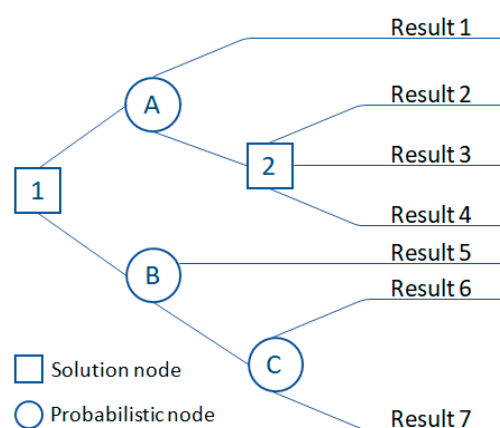 Result 1
A
Result 2
2
Result 3
1
Result 4
Result 5
B
Result 6
C
Solution node
Probabilistic node
Result 7